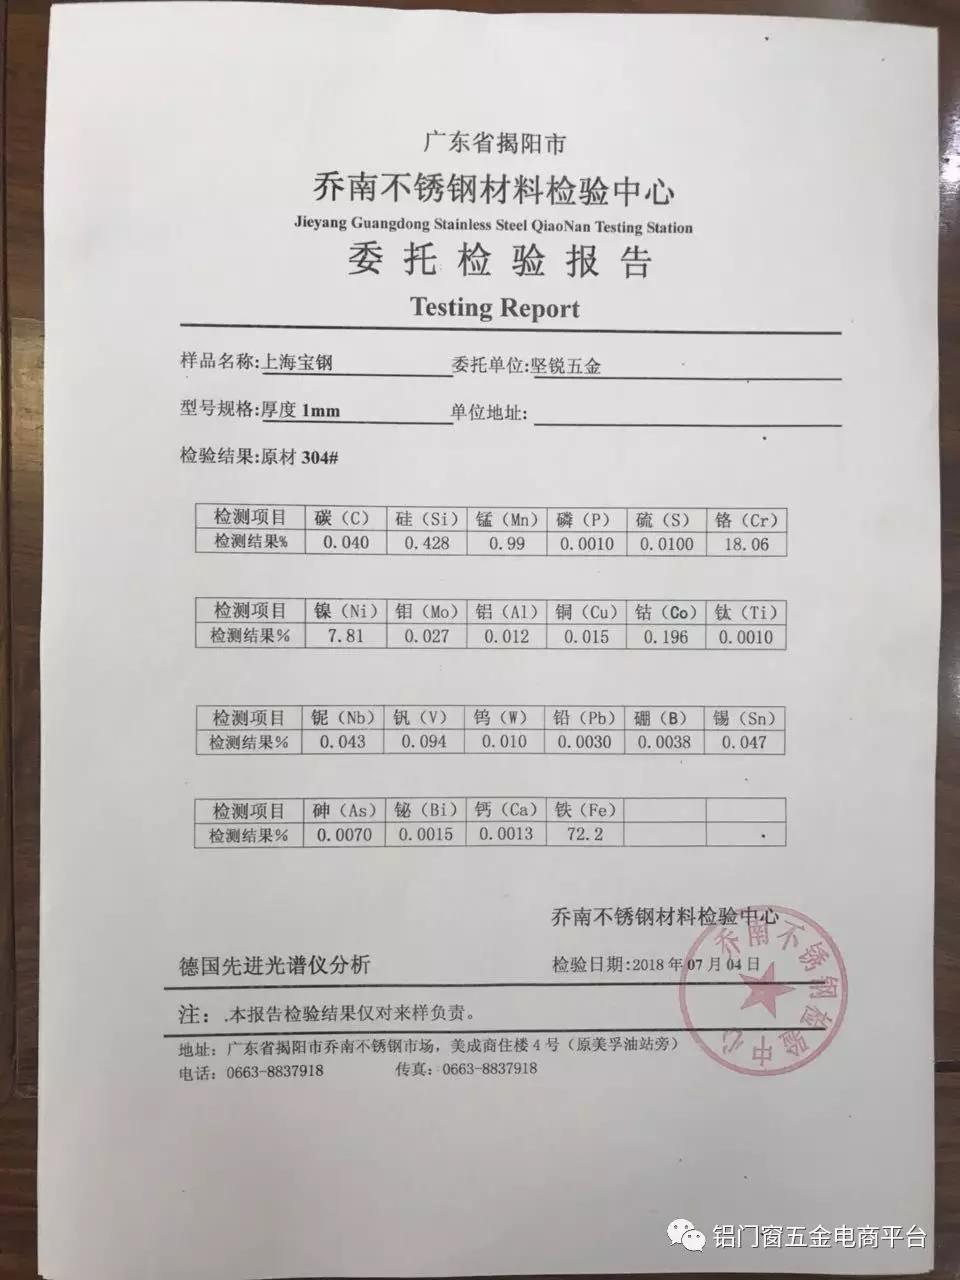 广东省揭阳市
乔南不锈钢材料检验中心
Jieyang Guangdong Stainless Steel QiaoNan Testing Station
委托检验报告
Testing Report
样品名称:上海宝钢 委托单位:坚锐五金
型号规格:厚度 1mm 单位地址:
检验结果:原材 304#
检测项目 碳（C） 硅（Si） 锰（Mn） 磷（P） 硫（S） 铬（Cr）
检测结果% 0.040 0.428 0.99 0.0010 0.0100 18.06
检测项目 镍（Ni） 钼（Mo） 铝（Al） 铜（Cu） 钴（Co） 钛（Ti）
检测结果% 7.81 0.027 0.012 0.015 0.196 0.0010
检测项目 铌（Nb） 钒（V） 钨（W） 铅（Pb） 硼（B） 锡（Sn）
检测结果% 0.043 0.094 0.010 0.0030 0.0038 0.047
检测项目 砷（As） 铋（Bi） 钙（Ca） 铁（Fe）
检测结果% 0.0070 0.0015 0.0013 72.2
乔南不锈钢材料检验中心
德国先进光谱仪分析 检验日期:2018 年 07 月 04 日
乔南不锈钢检验中心
注：.本报告检验结果仅对来样负责。
地址：广东省揭阳市乔南不锈钢市场，美成商住楼 4 号（原美孚油站旁）
电话：0663-8837918 传真：0663-8837918
铝门窗五金电商平台